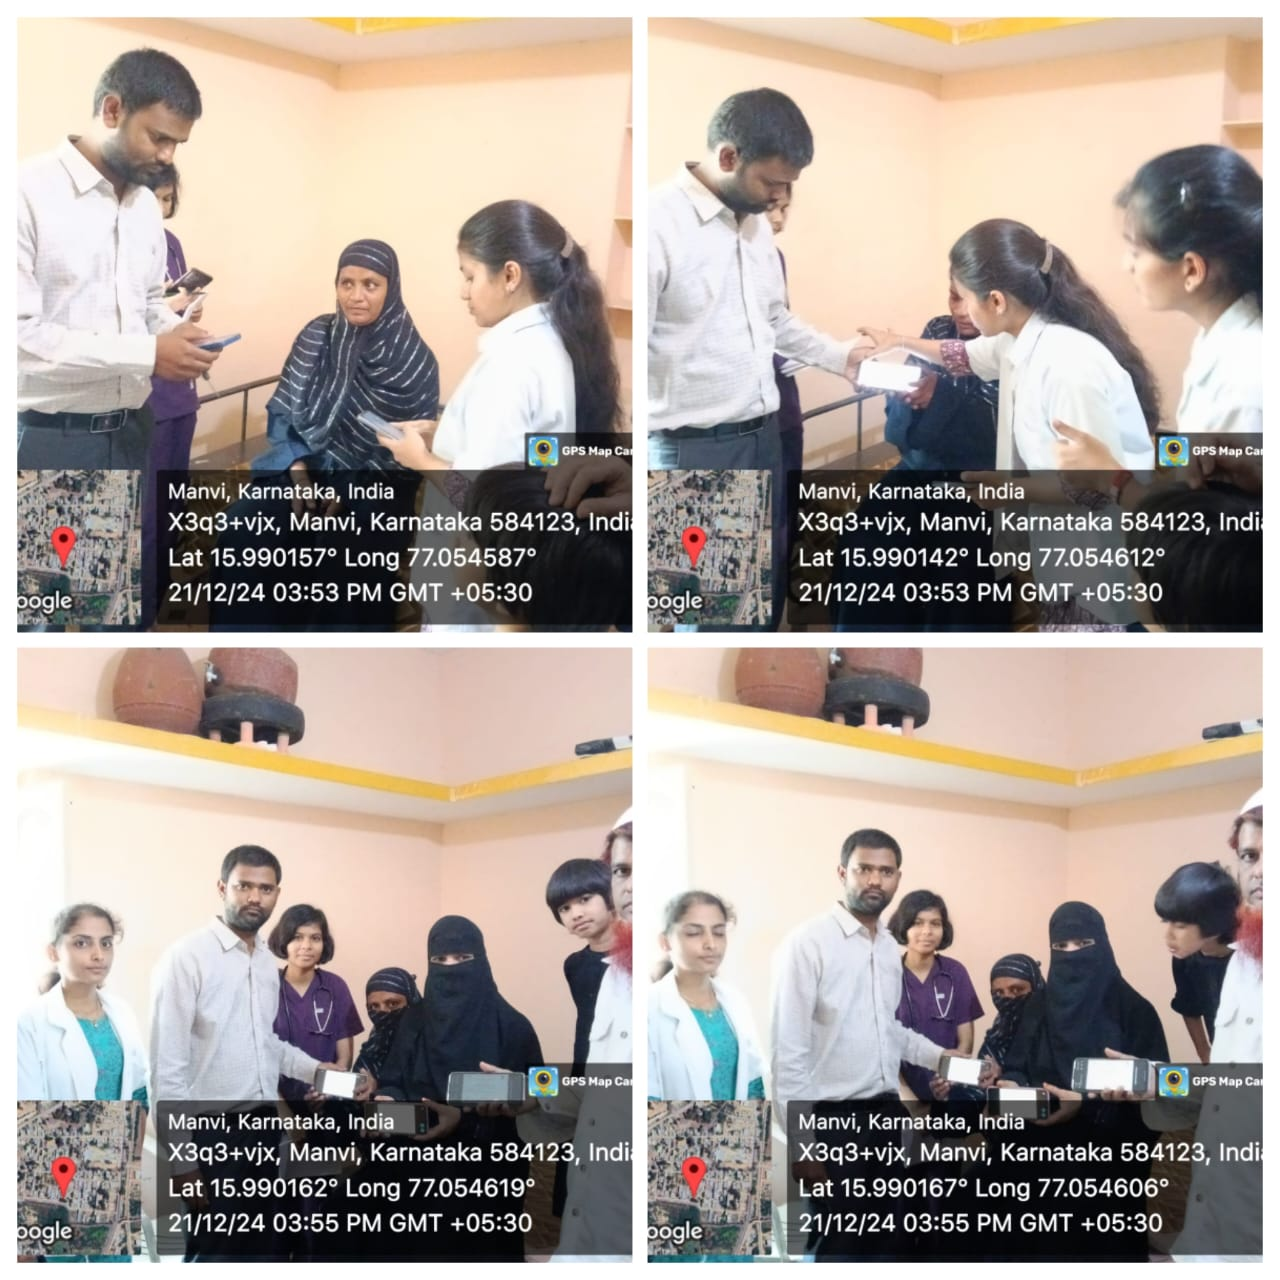 GPS Map Car
Manvi, Karnataka, India
X3q3+vjx, Manvi, Karnataka 584123, India
Lat 15.990157° Long 77.054587°
21/12/24 03:53 PM GMT +05:30
oogle
GPS Map Car
Manvi, Karnataka, India
X3q3+vjx, Manvi, Karnataka 584123, India
Lat 15.990142° Long 77.054612°
21/12/24 03:53 PM GMT +05:30
oogle
GPS Map Car
Manvi, Karnataka, India
X3q3+vjx, Manvi, Karnataka 584123, Indi
Lat 15.990162° Long 77.054619°
21/12/24 03:55 PM GMT +05:30
oogle
GPS Map Car
Manvi, Karnataka, India
X3q3+vjx, Manvi, Karnataka 584123, India
Lat 15.990167° Long 77.054606°
21/12/24 03:55 PM GMT +05:30
oogle